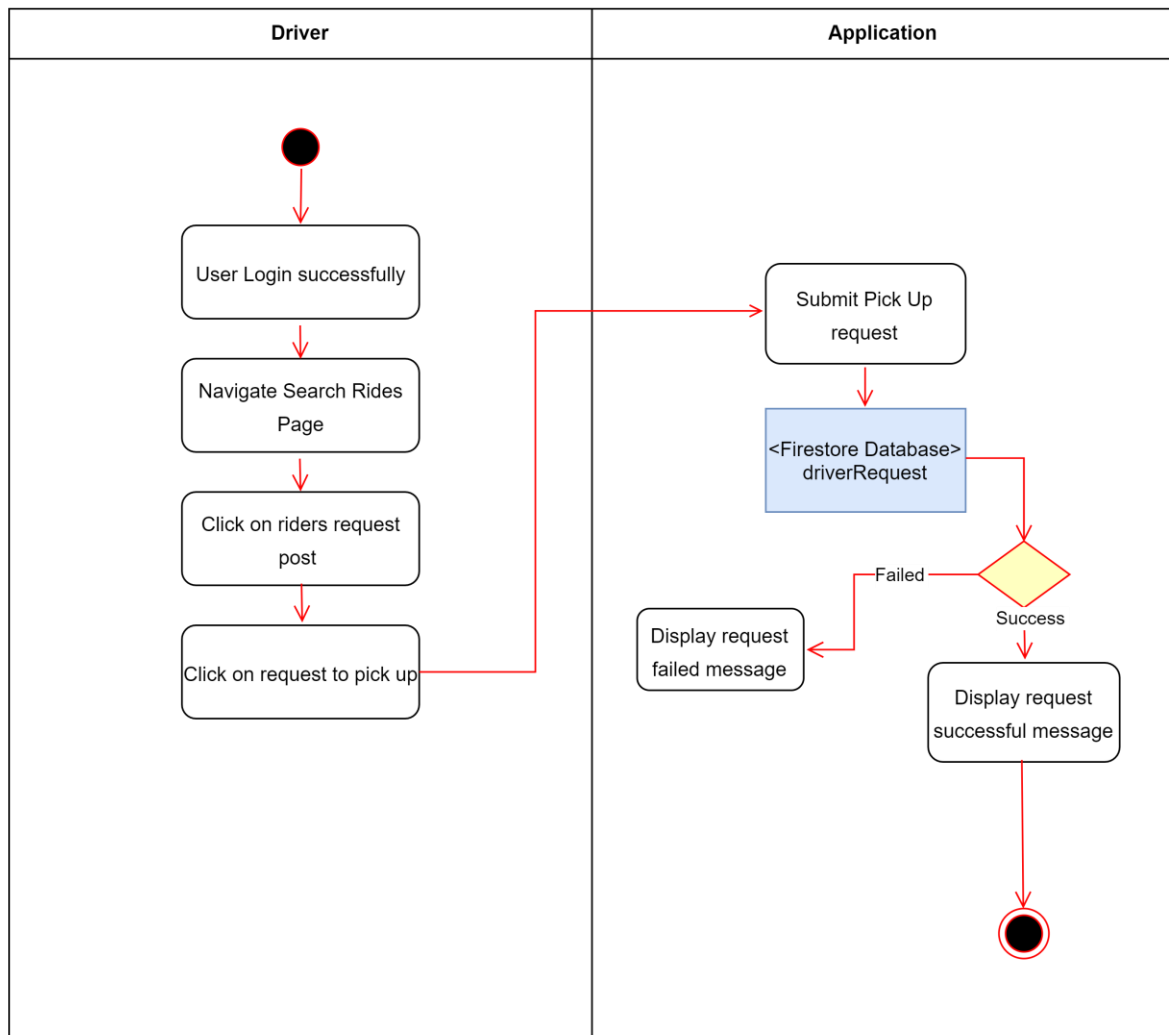 Driver
Application
User Login successfully
Navigate Search Rides
Page
Click on riders request
post
Click on request to pick up
Submit Pick Up
request
<Firestore Database>
driverRequest
Failed
Success
Display request
failed message
Display request
successful message